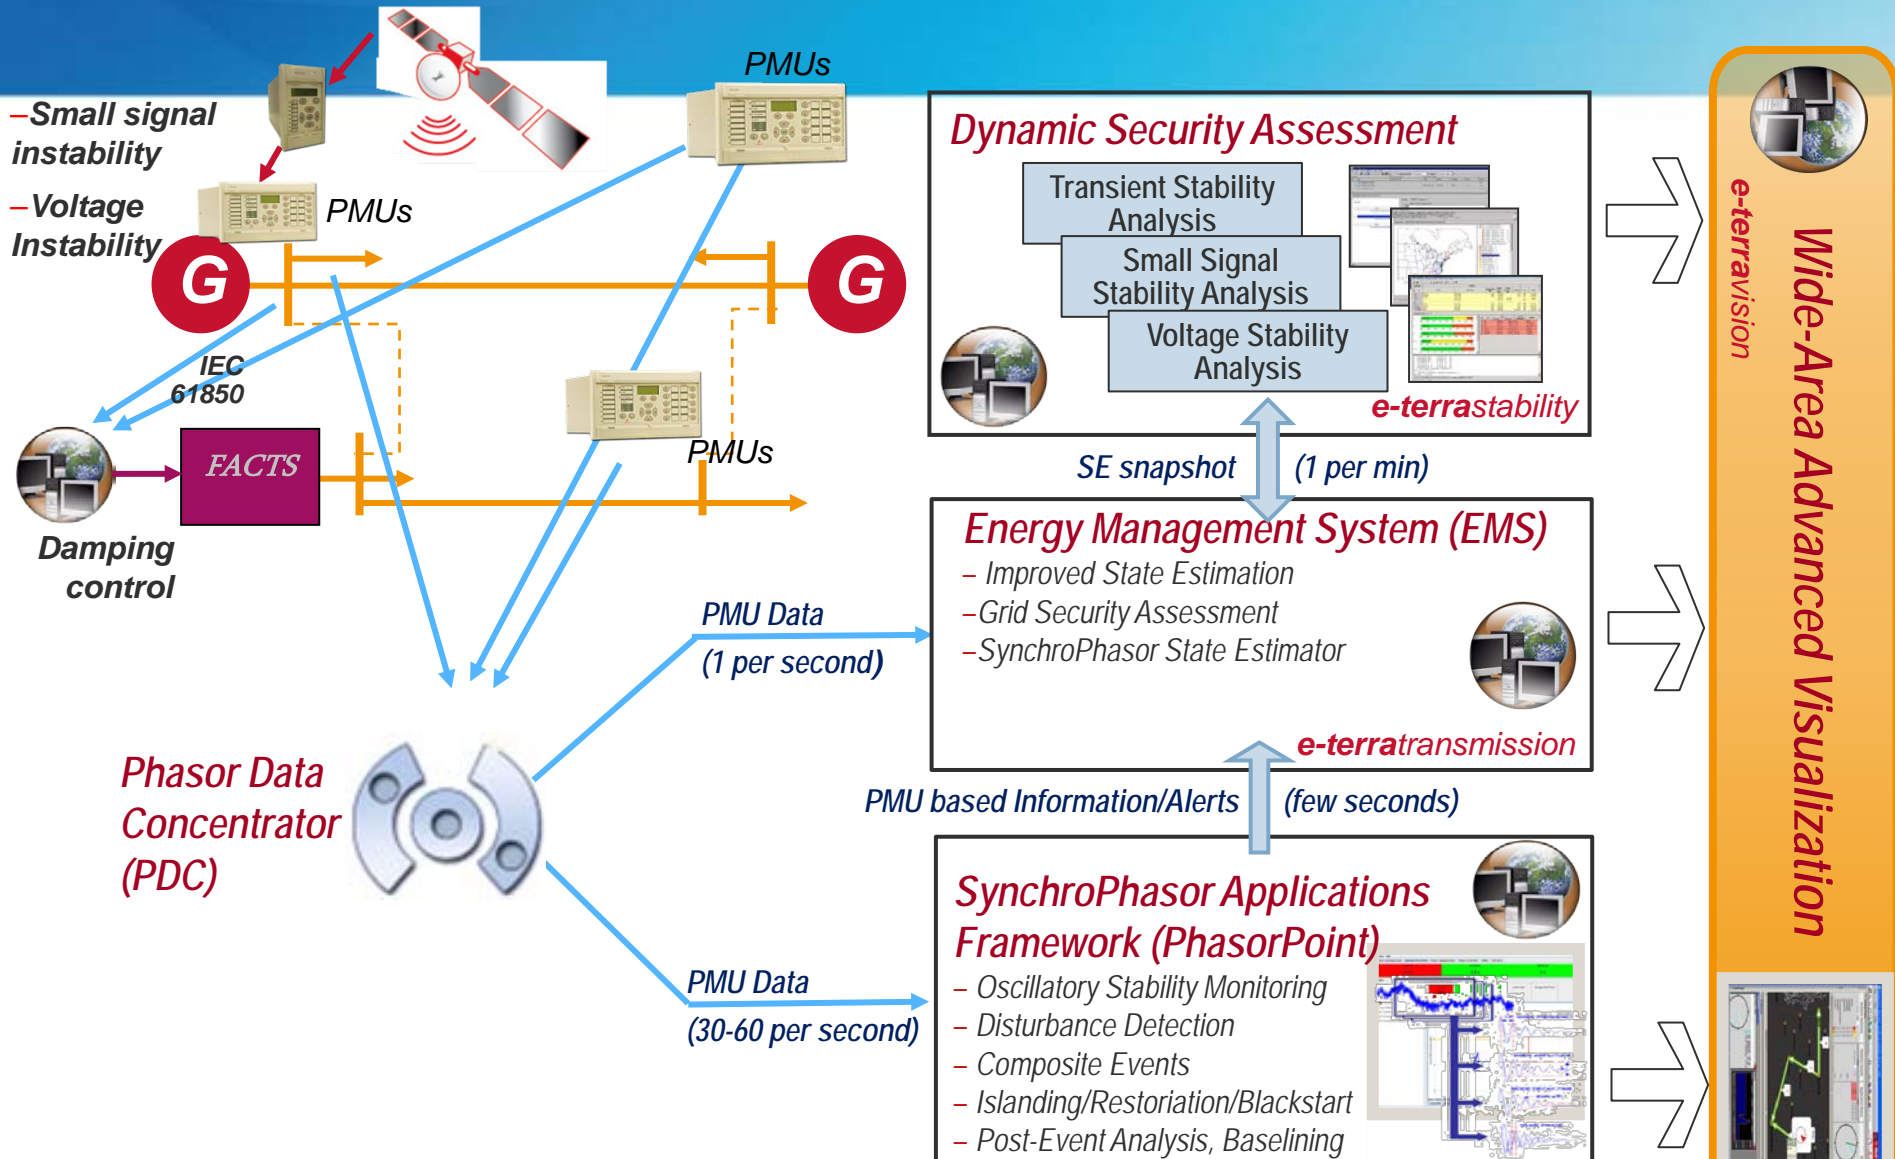 PMUs
–Small signal
instability
–Voltage
Instability
PMUs
G
G
IEC
61850
FACTS
PMUs
Damping
control
Phasor Data
Concentrator
(PDC)
PMU Data
(1 per second)
PMU Data
(30-60 per second)
Dynamic Security Assessment
Transient Stability
Analysis
Small Signal
Stability Analysis
Voltage Stability
Analysis
e-terrastability
SE snapshot (1 per min)
Energy Management System (EMS)
– Improved State Estimation
–Grid Security Assessment
–SynchroPhasor State Estimator
e-terratransmission
PMU based Information/Alerts (few seconds)
SynchroPhasor Applications
Framework (PhasorPoint)
– Oscillatory Stability Monitoring
– Disturbance Detection
– Composite Events
– Islanding/Restoriation/Blackstart
– Post-Event Analysis, Baselining
e-terravision
Wide-Area Advanced Visualization